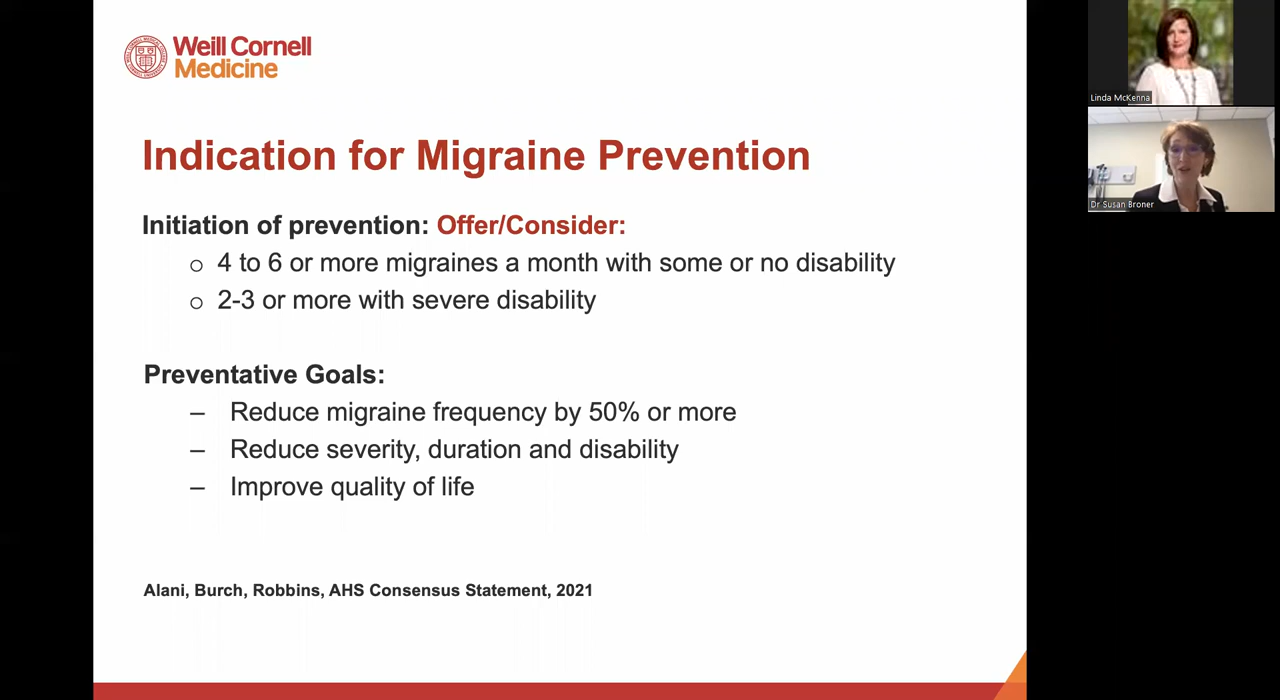 Weill Cornell
Medicine
Indication for Migraine Prevention
Initiation of prevention: Offer/Consider:
4 to 6 or more migraines a month with some or no disability
2-3 or more with severe disability
Preventative Goals:
– Reduce migraine frequency by 50% or more
– Reduce severity, duration and disability
– Improve quality of life
Alani, Burch, Robbins, AHS Consensus Statement, 2021
Linda McKenna
Dr Susan Broner